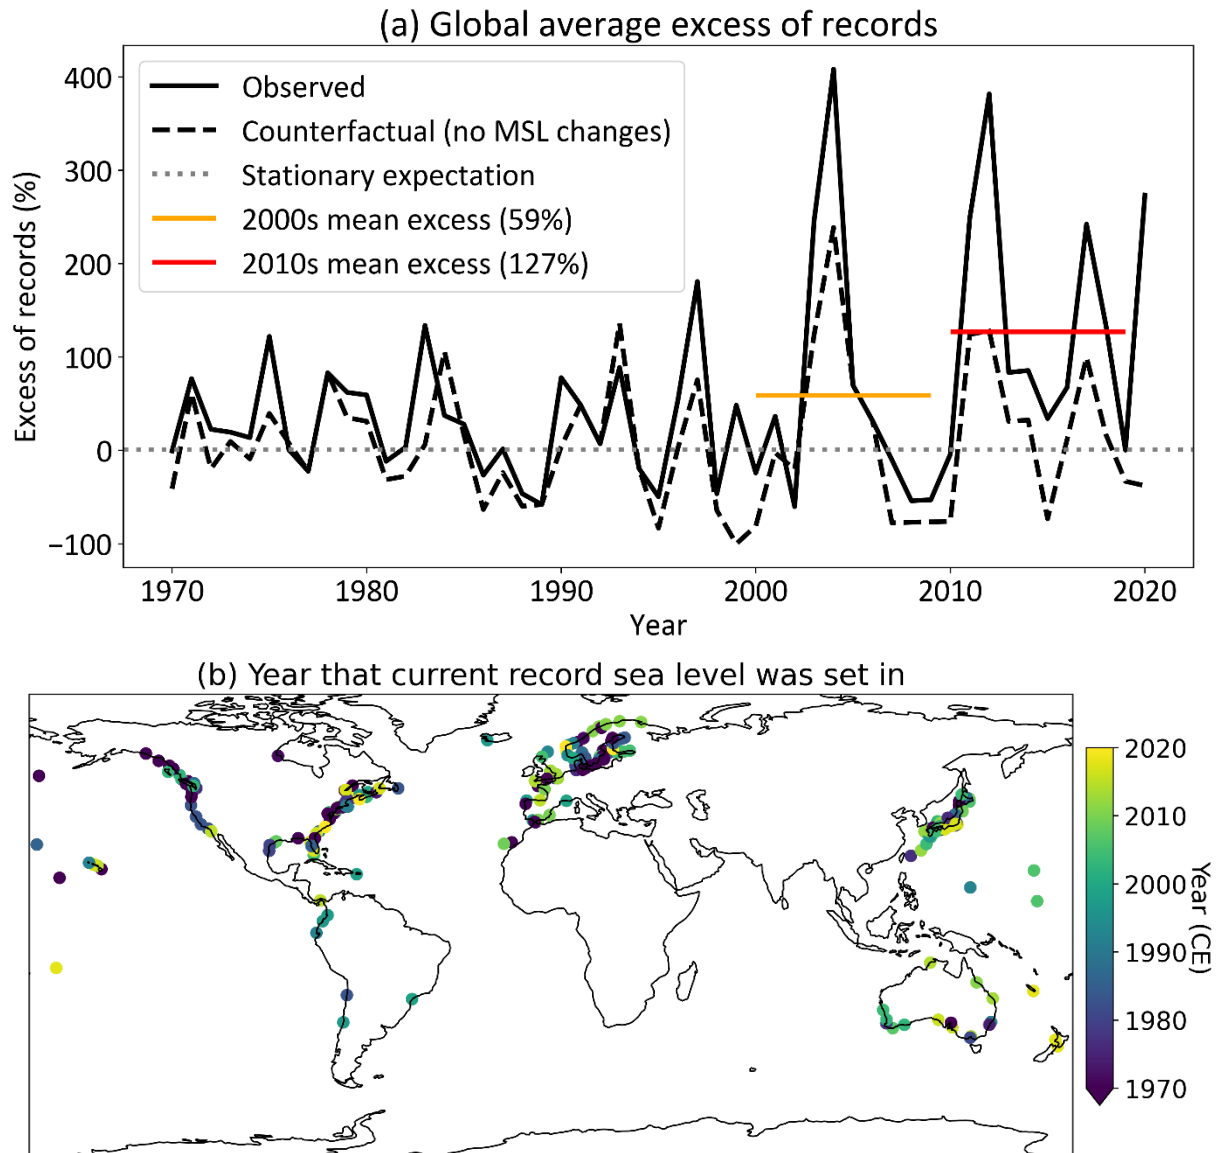 (a) Global average excess of records
Excess of records (%)
400
300
200
100
0
−100
Observed
Counterfactual (no MSL changes)
Stationary expectation
2000s mean excess (59%)
2010s mean excess (127%)
1970
1980
1990
2000
2010
2020
Year
(b) Year that current record sea level was set in
2020
2010
2000
1990
1980
1970
Year (CE)